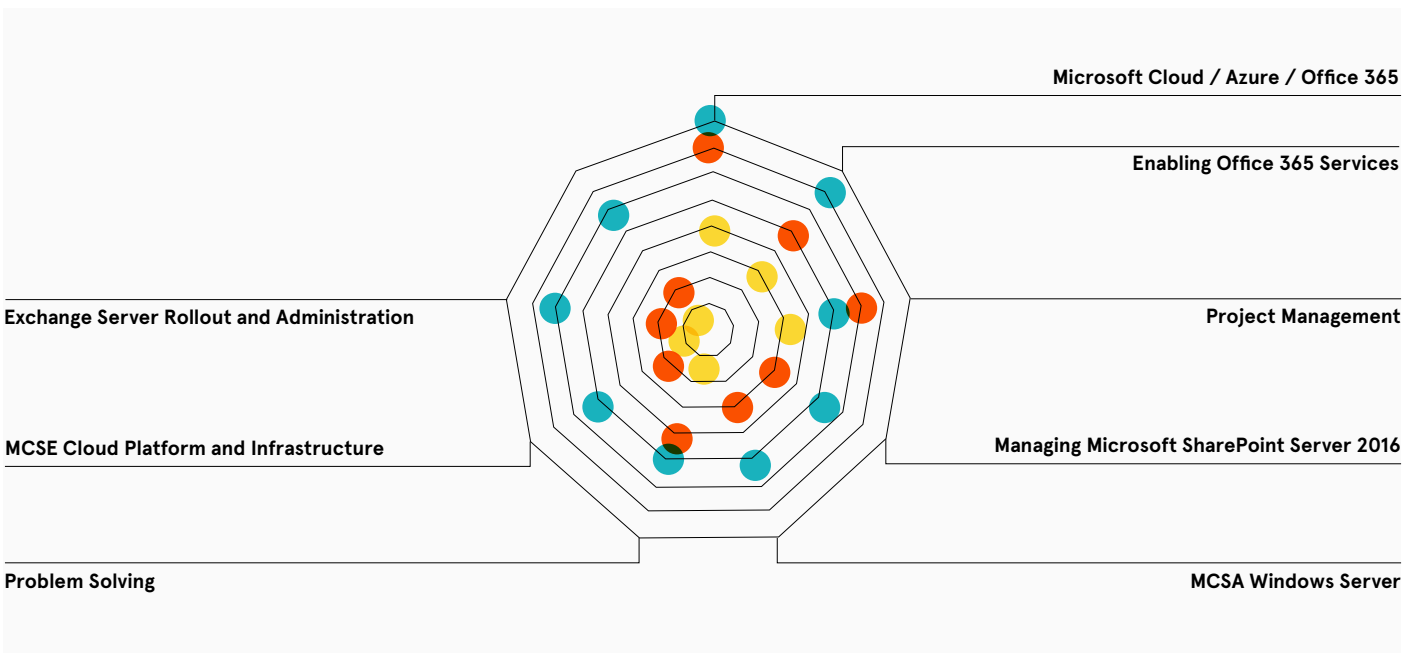 Microsoft Cloud / Azure / Office 365
Enabling Office 365 Services
Exchange Server Rollout and Administration
Project Management
MCSE Cloud Platform and Infrastructure
Managing Microsoft SharePoint Server 2016
Problem Solving
MCSA Windows Server